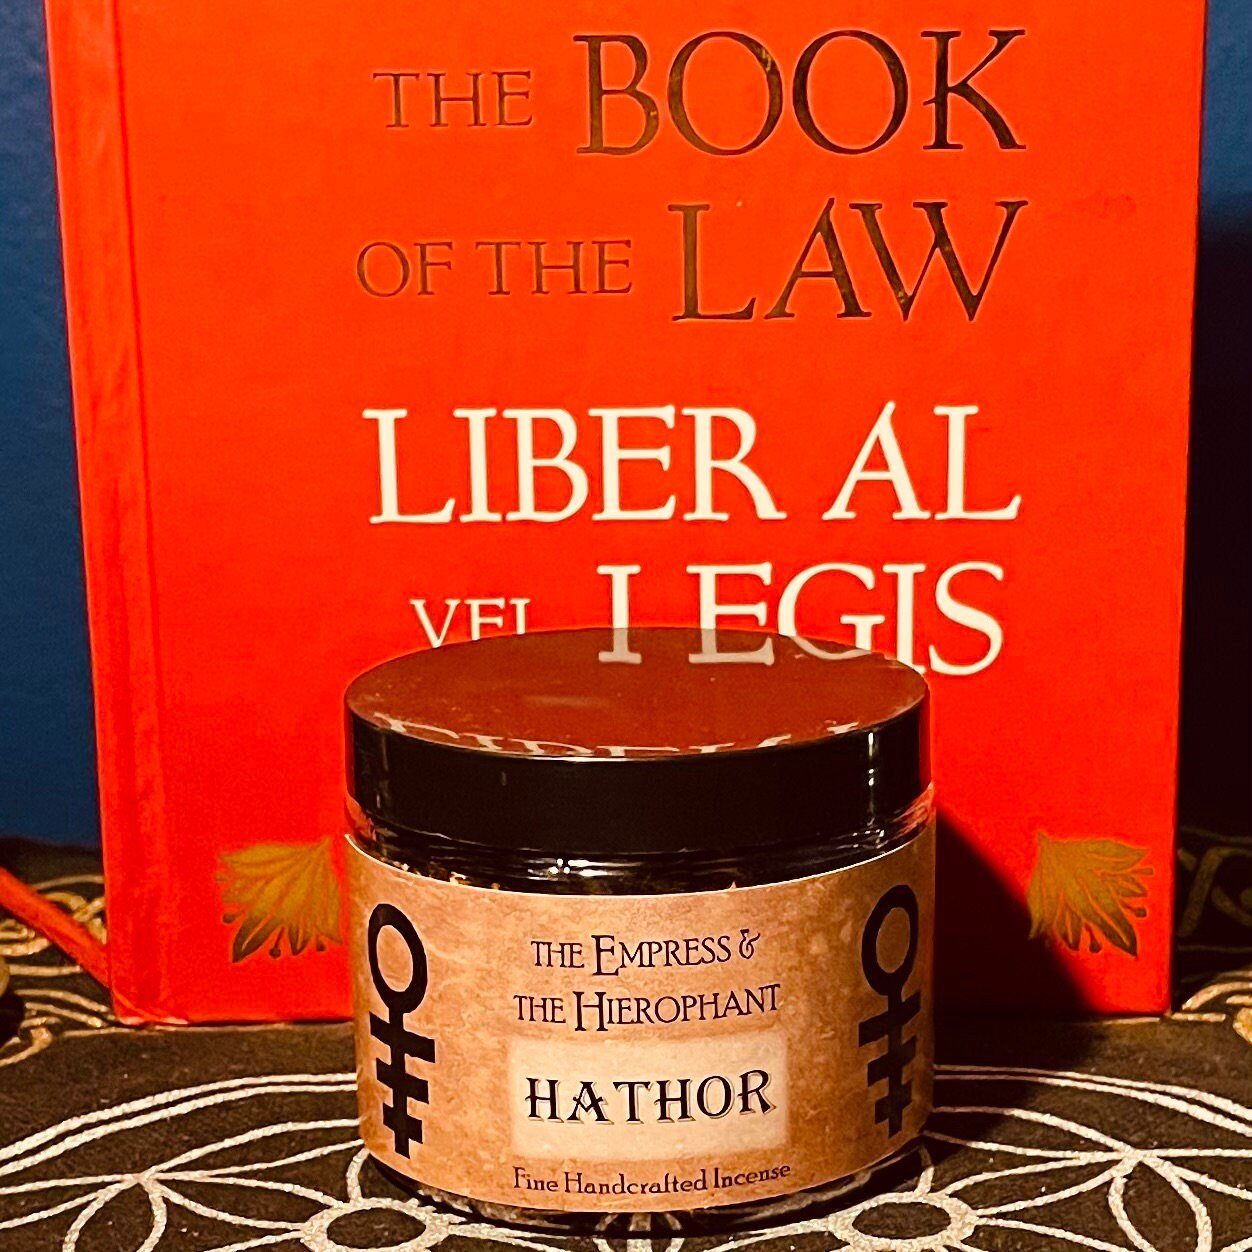 THE BOOK
OF THE LAW
LIBER AL
VEL LEGIS
THE EMPRESS &
THE HIEROPHANT
HATHOR
Fine Handcrafted Incense